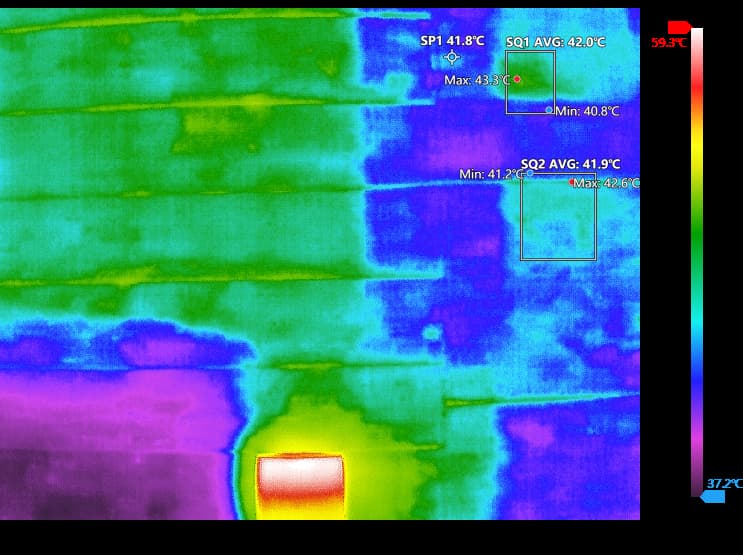 SP1 41.8℃
SQ1 AVG: 42.0℃
59.3℃
Max: 43.3℃
Min: 40.8℃
SQ2 AVG: 41.9℃
Min: 41.2℃
Max: 42.6℃
37.2℃